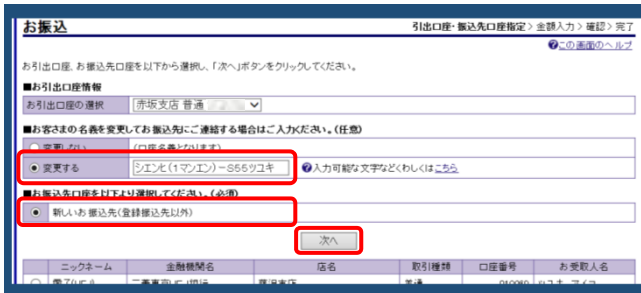 お振込
引出口座・振込先口座指定＞金額入力＞確認＞完了
?この画面のヘルプ
お引出口座、お振込先口座を以下から選択し、「次へ」ボタンをクリックしてください。
■お引出口座情報
お引出口座の選択 赤坂支店 普通
■お客さまの名義を変更してお振込先にご連絡する場合はご入力ください。(任意)
変更しない (口座名義となります)
変更する シエンヒ(1マンエン)-S55ツユキ ?入力可能な文字などくわしくはこちら
■お振込先口座を以下より選択してください。(必須)
新しいお振込先(登録振込先以外)
次へ
ニックネーム 金融機関名 店名 取引種類 口座番号 お受取人名
普通